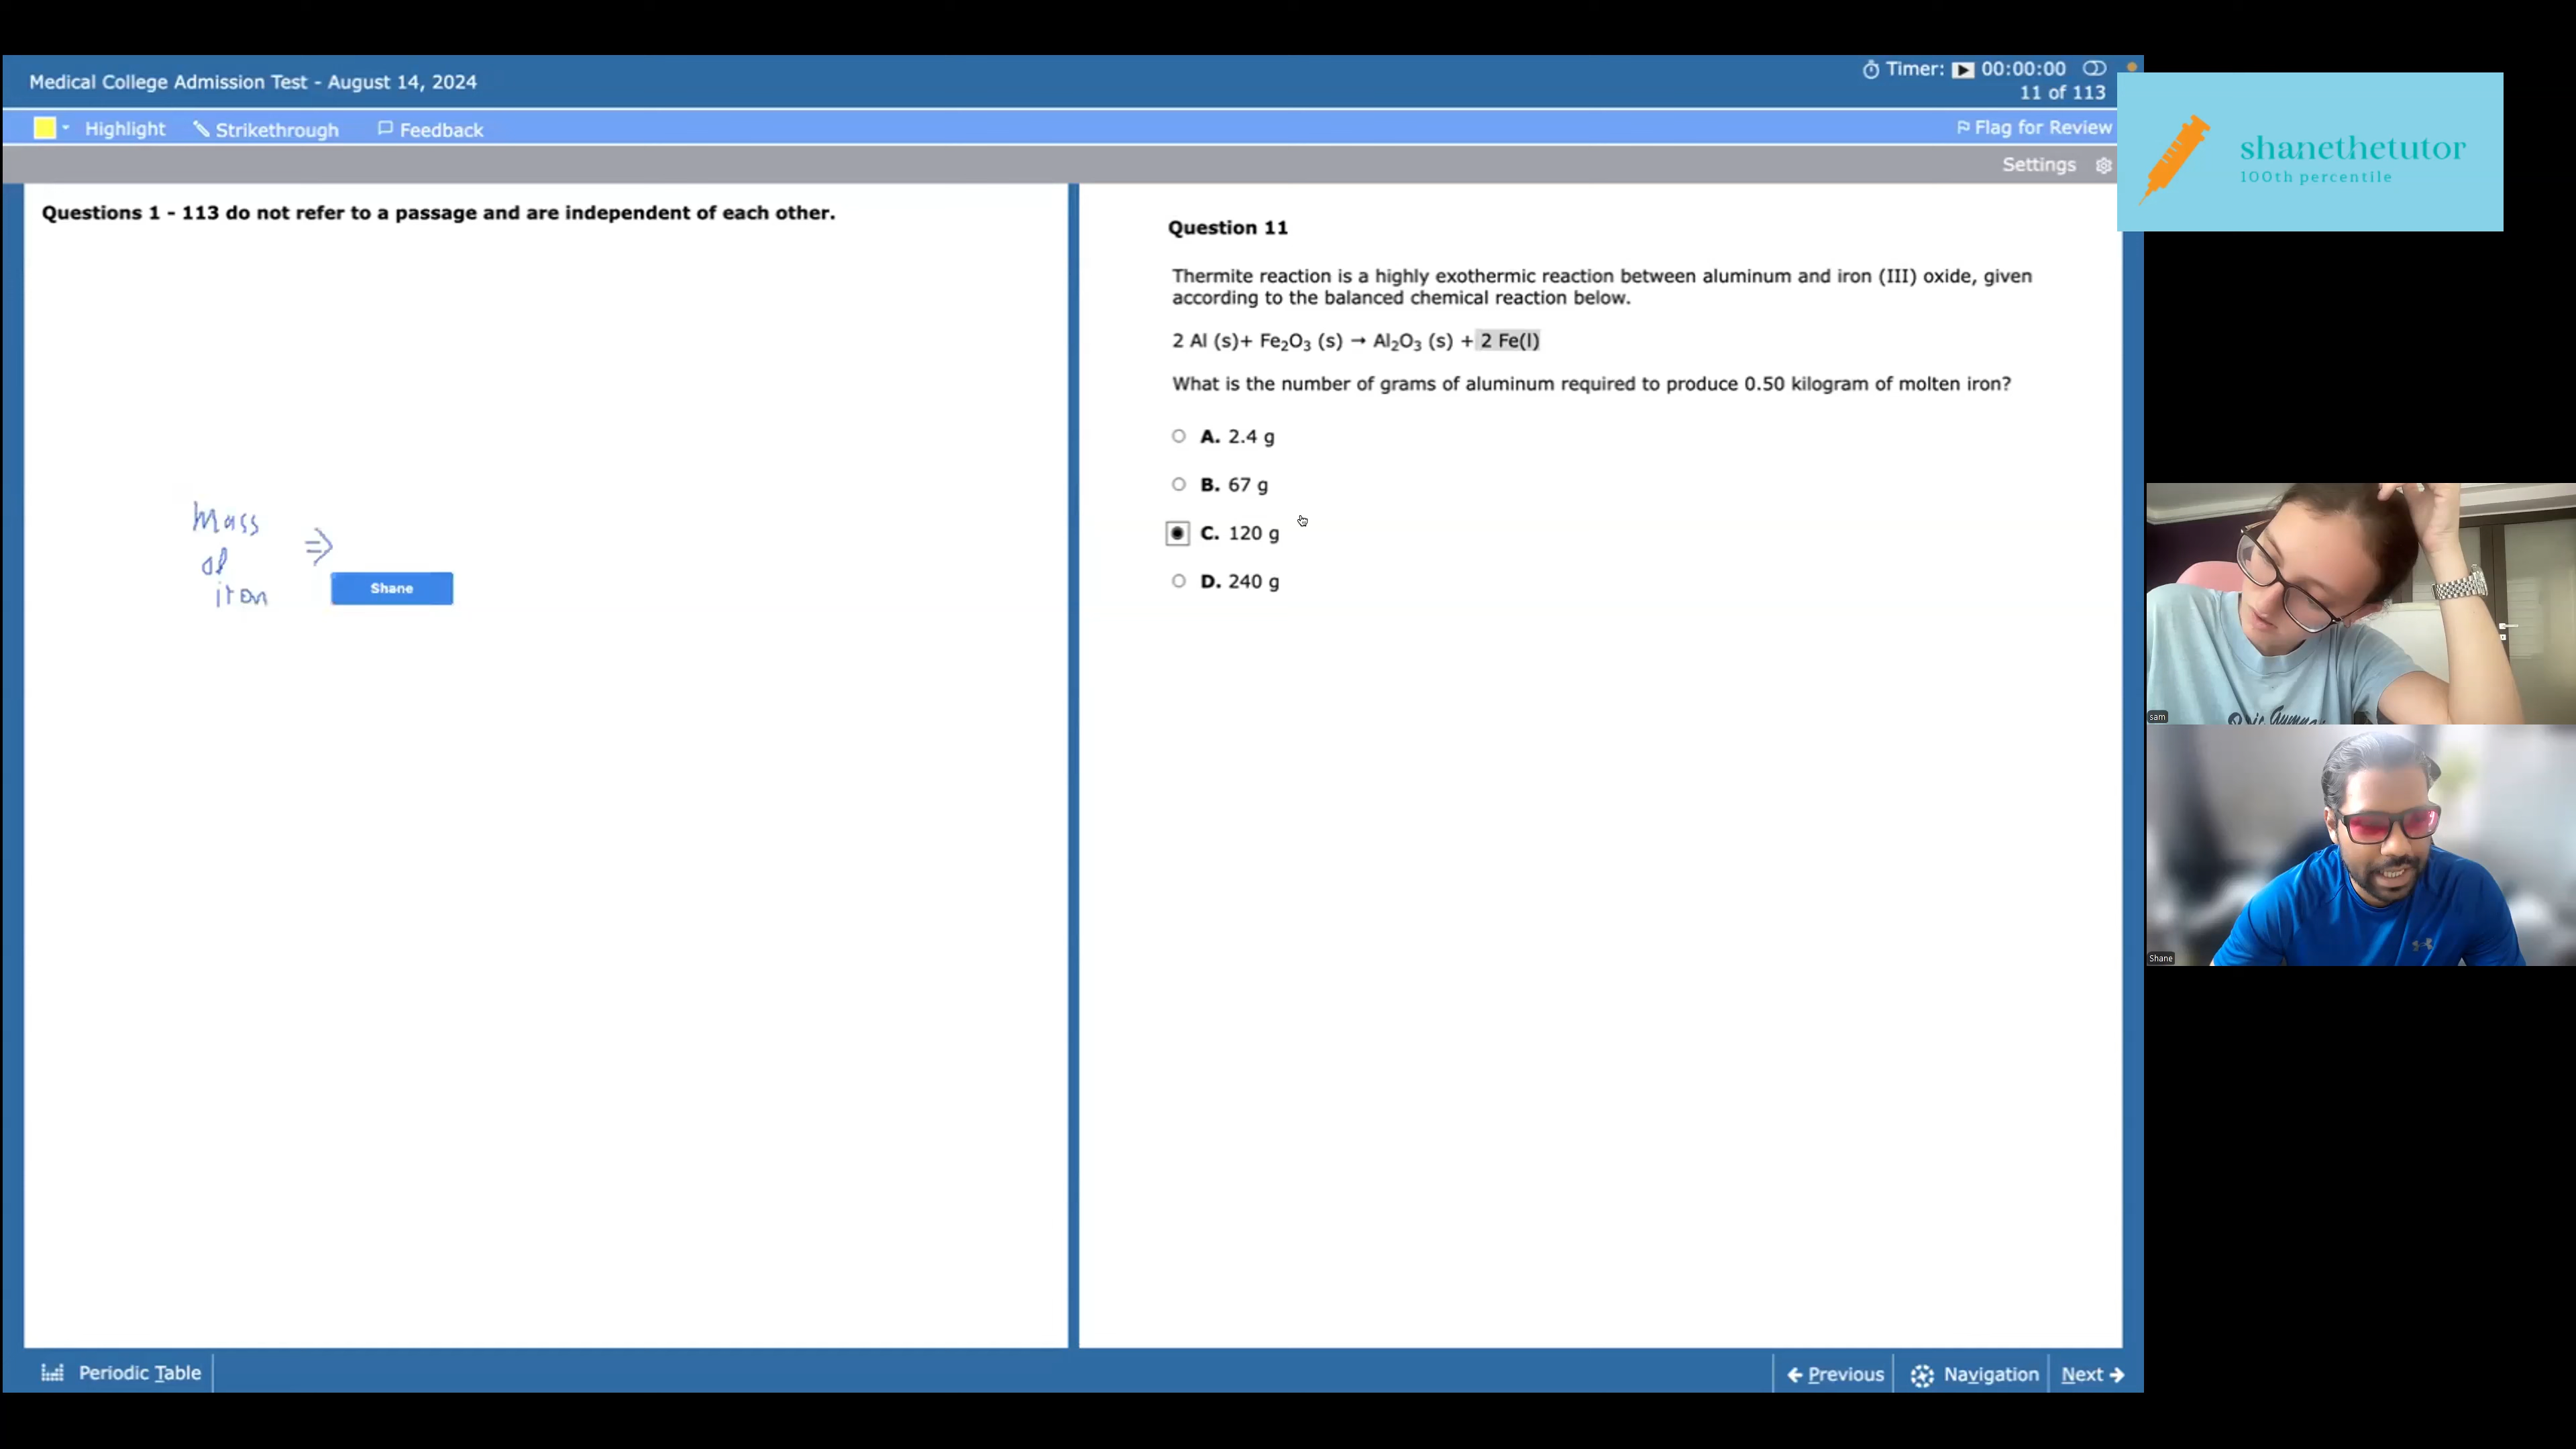 Medical College Admission Test - August 14, 2024
Timer: 00:00:00
11 of 113
Highlight Strikethrough Feedback
Flag for Review
Settings
shanethetutor
100th percentile
Questions 1 - 113 do not refer to a passage and are independent of each other.
Mass
of
iron
⇒
Shane
Question 11
Thermite reaction is a highly exothermic reaction between aluminum and iron (III) oxide, given
according to the balanced chemical reaction below.
2 Al (s)+ Fe₂O₃ (s) → Al₂O₃ (s) + 2 Fe(l)
What is the number of grams of aluminum required to produce 0.50 kilogram of molten iron?
A. 2.4 g
B. 67 g
C. 120 g
D. 240 g
sam
Shane
Periodic Table
Previous Navigation Next